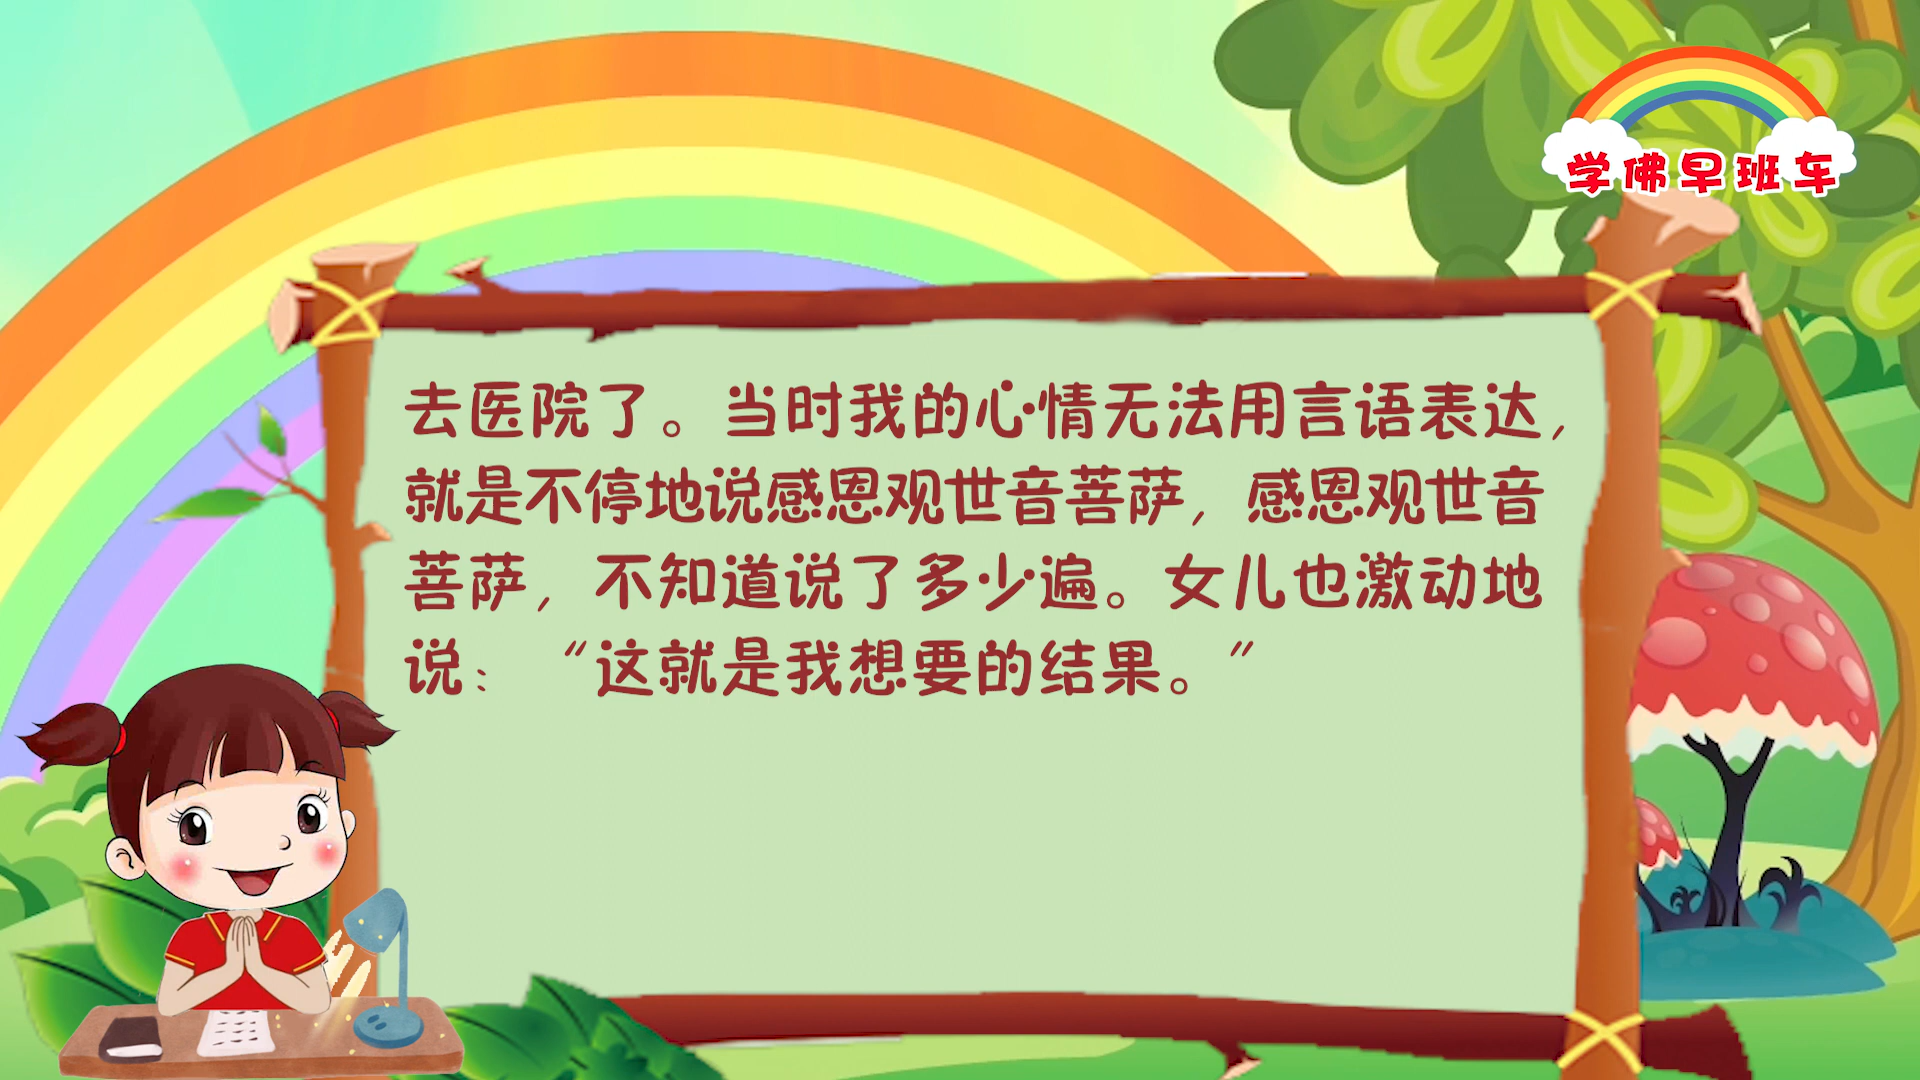 学佛早班车
去医院了。当时我的心情无法用言语表达，
就是不停地说感恩观世音菩萨，感恩观世音
菩萨，不知道说了多少遍。女儿也激动地
说：“这就是我想要的结果。”